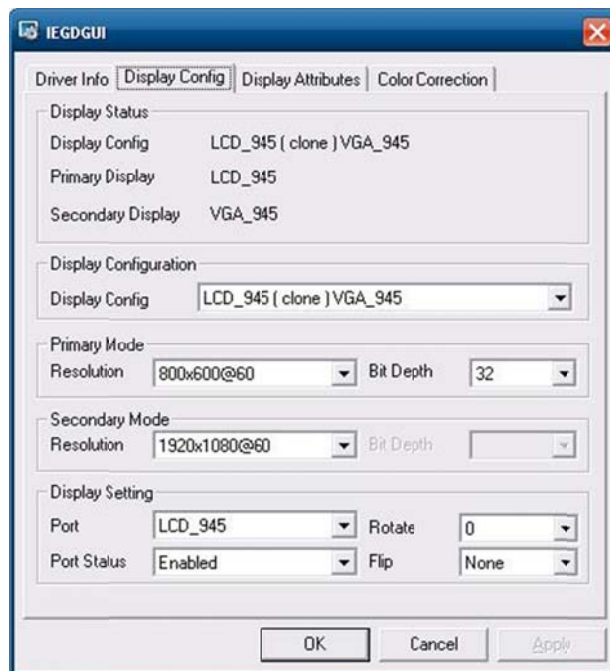 IEGDGUI
Driver Info Display Config Display Attributes Color Correction
Display Status
Display Config LCD_945 ( clone ) VGA_945
Primary Display LCD_945
Secondary Display VGA_945
Display Configuration
Display Config LCD_945 ( clone ) VGA_945
Primary Mode
Resolution 800x600@60 Bit Depth 32
Secondary Mode
Resolution 1920x1080@60 Bit Depth
Display Setting
Port LCD_945 Rotate 0
Port Status Enabled Flip None
OK Cancel Apply